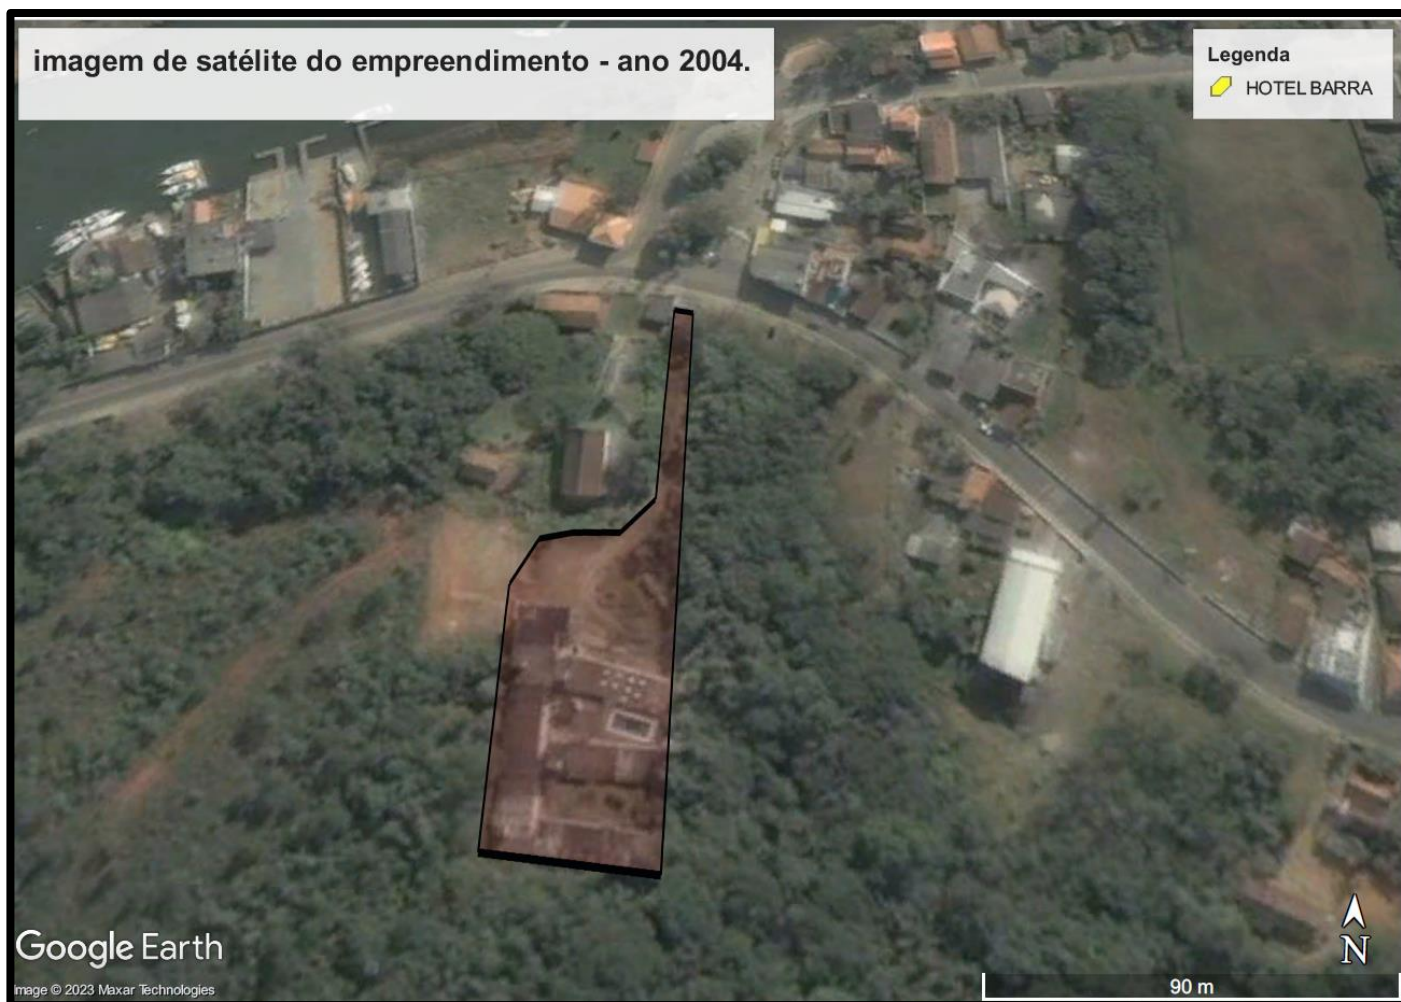 imagem de satélite do empreendimento - ano 2004.
Legenda
HOTEL BARRA
Google Earth
Image © 2023 Maxar Technologies
N
90 m